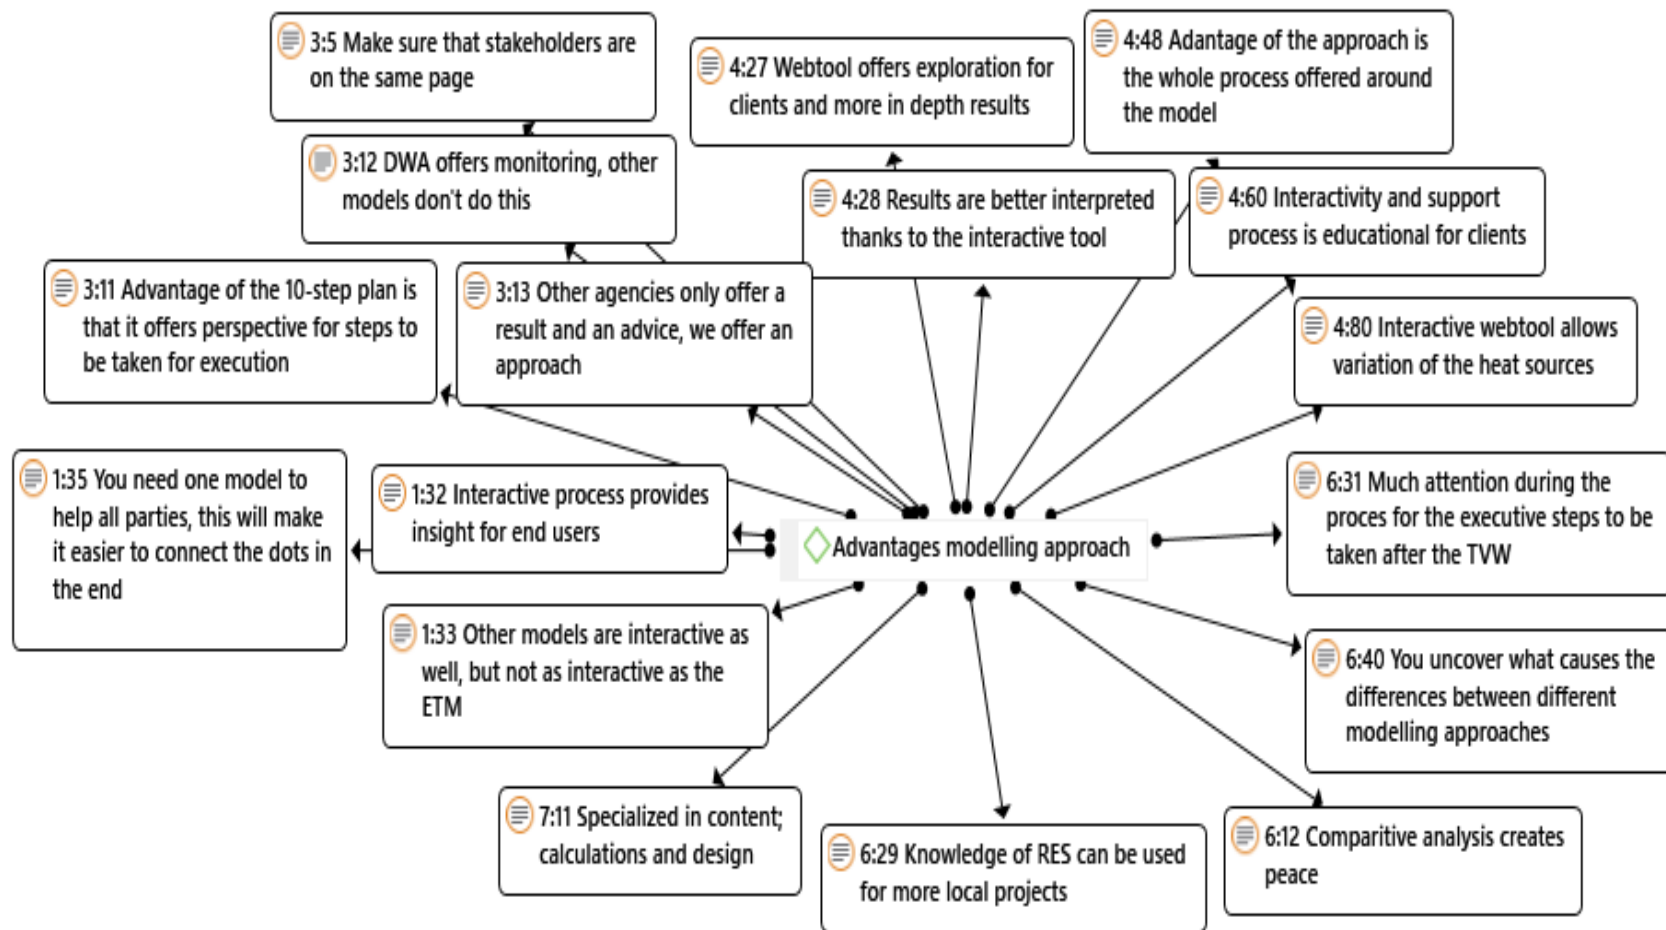 3:5 Make sure that stakeholders are
on the same page
4:27 Webtool offers exploration for
clients and more in depth results
4:48 Adantage of the approach is
the whole process offered around
the model
3:12 DWA offers monitoring, other
models don't do this
4:28 Results are better interpreted
thanks to the interactive tool
4:60 Interactivity and support
process is educational for clients
3:11 Advantage of the 10-step plan is
that it offers perspective for steps to
be taken for execution
3:13 Other agencies only offer a
result and an advice, we offer an
approach
4:80 Interactive webtool allows
variation of the heat sources
1:35 You need one model to
help all parties, this will make
it easier to connect the dots in
the end
1:32 Interactive process provides
insight for end users
Advantages modelling approach
6:31 Much attention during the
proces for the executive steps to be
taken after the TVW
1:33 Other models are interactive as
well, but not as interactive as the
ETM
6:40 You uncover what causes the
differences between different
modelling approaches
7:11 Specialized in content;
calculations and design
6:29 Knowledge of RES can be used
for more local projects
6:12 Comparitive analysis creates
peace